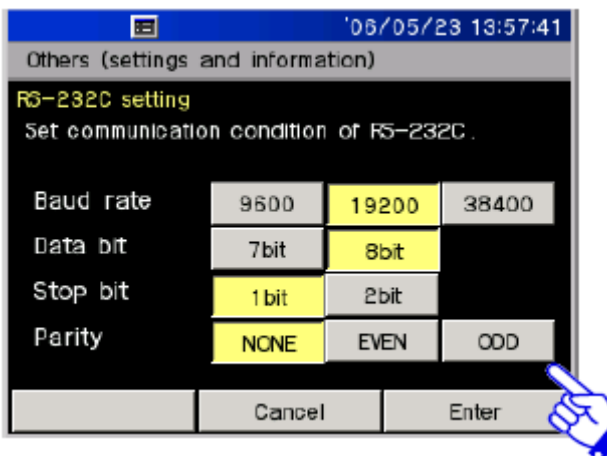 '06/05/23 13:57:41
Others (settings and information)
RS-232C setting
Set communication condition of RS-232C.
Baud rate 9600 19200 38400
Data bit 7bit 8bit
Stop bit 1bit 2bit
Parity NONE EVEN ODD
Cancel Enter